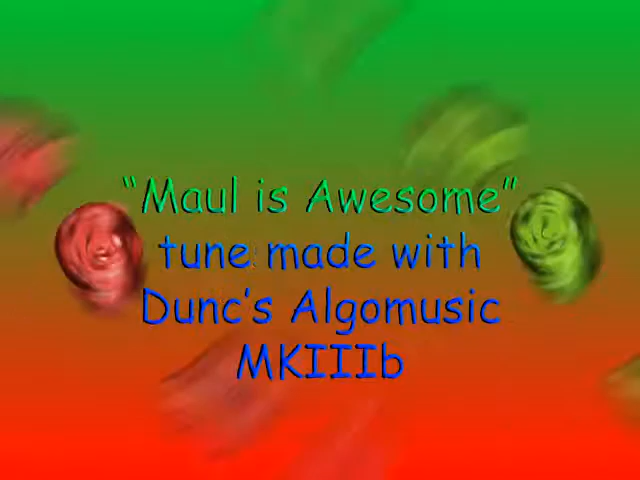 “Maul is Awesome”
tune made with
Dunc’s Algomusic
MKIIIb